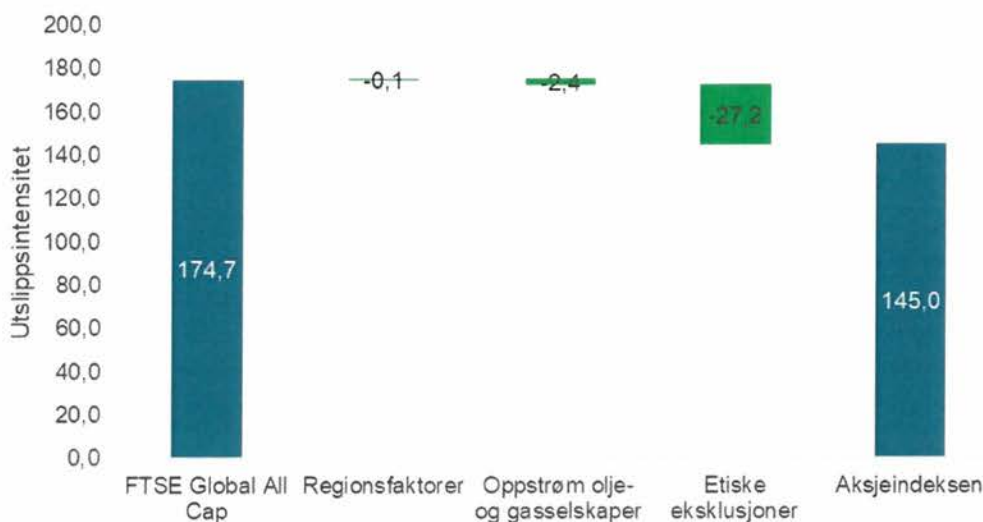 200,0
180,0
160,0
140,0
120,0
100,0
80,0
60,0
40,0
20,0
0,0
Utslippsintensitet
174,7
-0,1
-2,4
-27,2
145,0
FTSE Global All
Cap
Regionsfaktorer
Oppstrøm olje-
og gasselskaper
Etiske
eksklusjoner
Aksjeindeksen